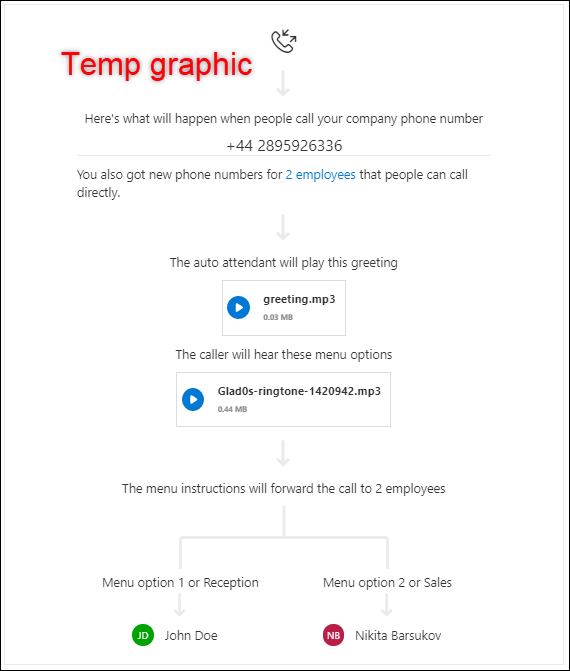 Temp graphic
Here's what will happen when people call your company phone number
+44 2895926336
You also got new phone numbers for 2 employees that people can call
directly.
The auto attendant will play this greeting
greeting.mp3
0.03 MB
The caller will hear these menu options
Glad0s-ringtone-1420942.mp3
0.44 MB
The menu instructions will forward the call to 2 employees
Menu option 1 or Reception
Menu option 2 or Sales
JD John Doe
NB Nikita Barsukov